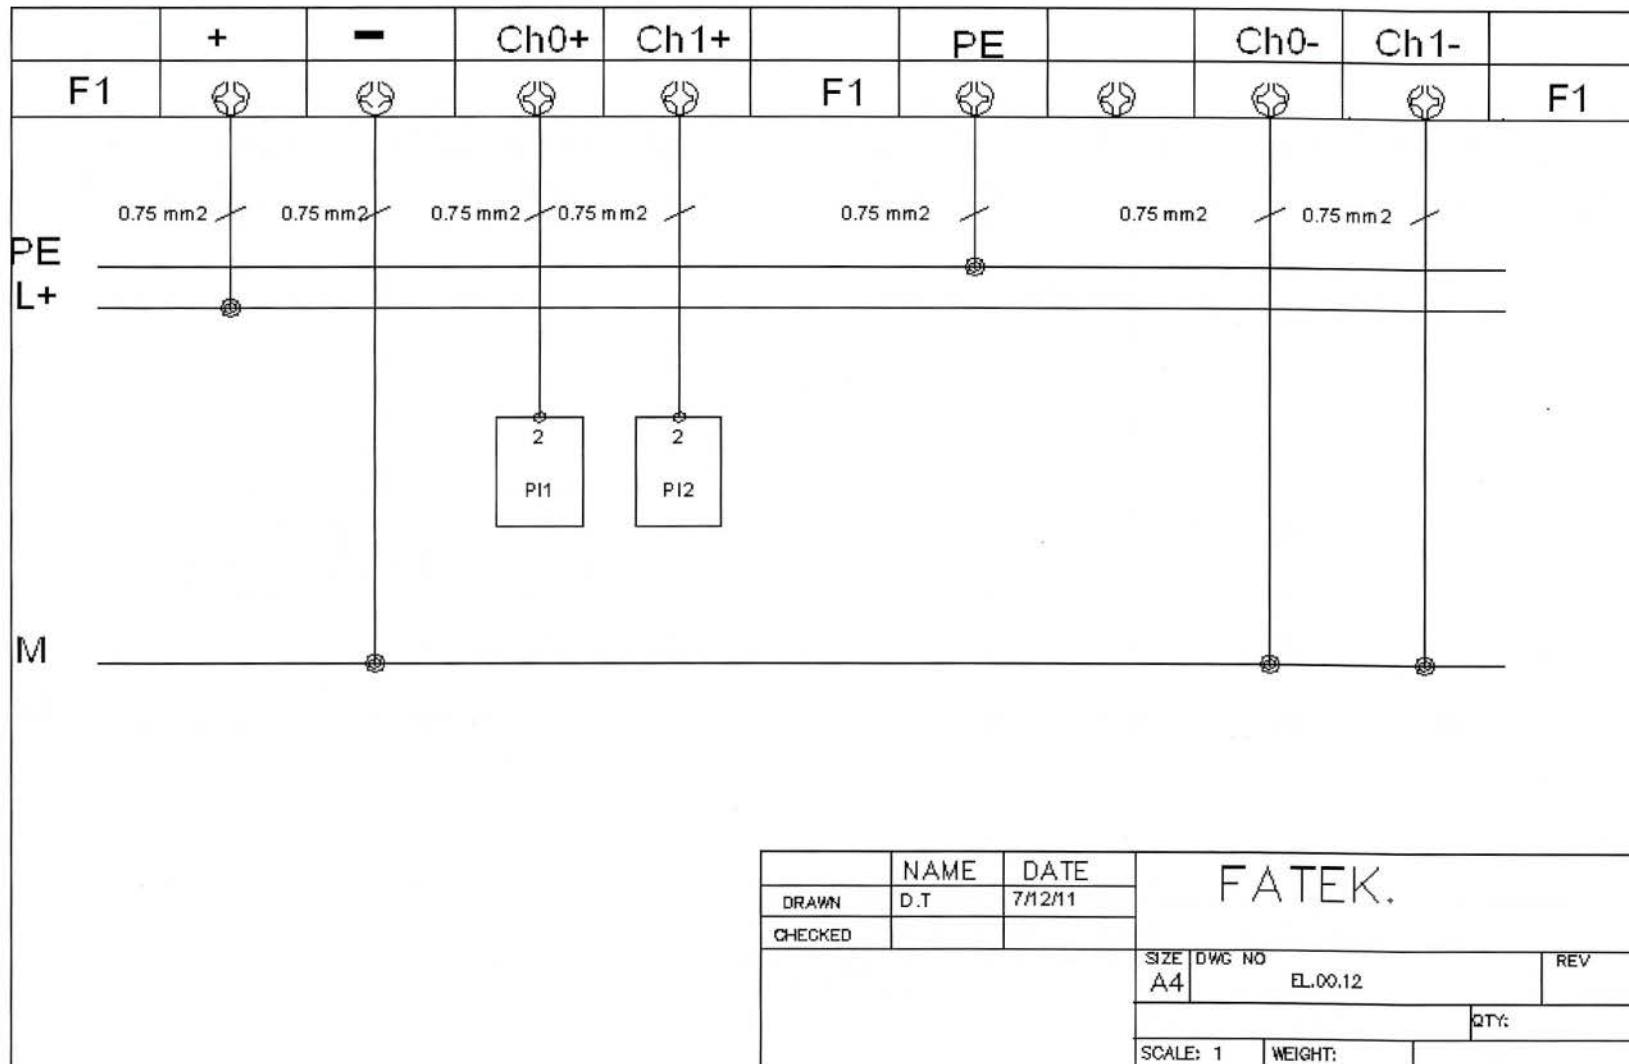 + - Ch0+ Ch1+ PE Ch0- Ch1-
F1 F1 F1
0.75 mm2 0.75 mm2 0.75 mm2 0.75 mm2 0.75 mm2 0.75 mm2 0.75 mm2
PE
L+
2 2
PI1 PI2
M
NAME DATE
DRAWN D.T 7/12/11
CHECKED
FATEK.
SIZE DWG NO REV
A4 EL.00.12
QTY:
SCALE: 1 WEIGHT: